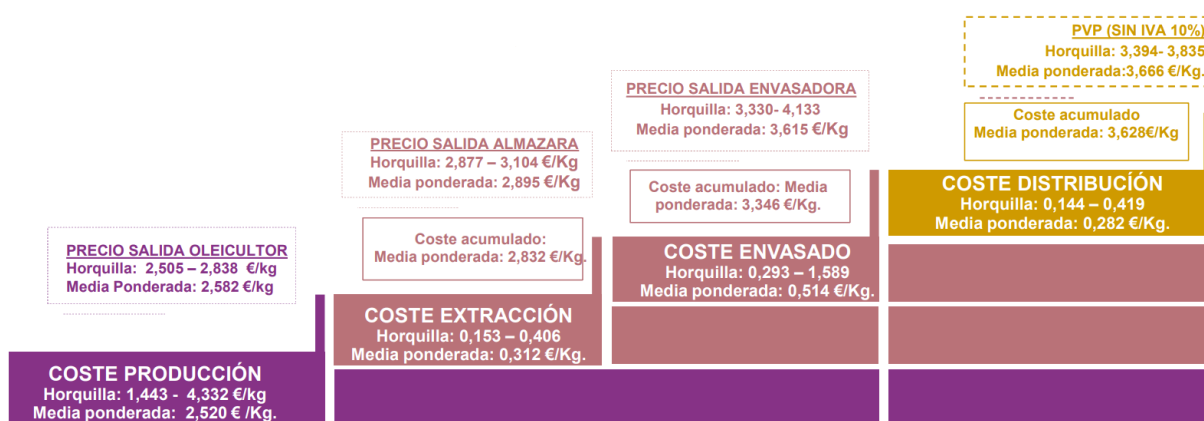 PRECIO SALIDA OLEICULTOR
Horquilla: 2,505 – 2,838 €/kg
Media Ponderada: 2,582 €/kg
COSTE PRODUCCIÓN
Horquilla: 1,443 - 4,332 €/kg
Media ponderada: 2,520 € /Kg.
PRECIO SALIDA ALMAZARA
Horquilla: 2,877 – 3,104 €/Kg
Media ponderada: 2,895 €/Kg
Coste acumulado:
Media ponderada: 2,832 €/Kg.
COSTE EXTRACCIÓN
Horquilla: 0,153 – 0,406
Media ponderada: 0,312 €/Kg.
PRECIO SALIDA ENVASADORA
Horquilla: 3,330- 4,133
Media ponderada: 3,615 €/Kg
Coste acumulado: Media
ponderada: 3,346 €/Kg.
COSTE ENVASADO
Horquilla: 0,293 – 1,589
Media ponderada: 0,514 €/Kg.
PVP (SIN IVA 10%)
Horquilla: 3,394- 3,835
Media ponderada:3,666 €/Kg.
Coste acumulado
Media ponderada: 3,628€/Kg
COSTE DISTRIBUCÍÓN
Horquilla: 0,144 – 0,419
Media ponderada: 0,282 €/Kg.